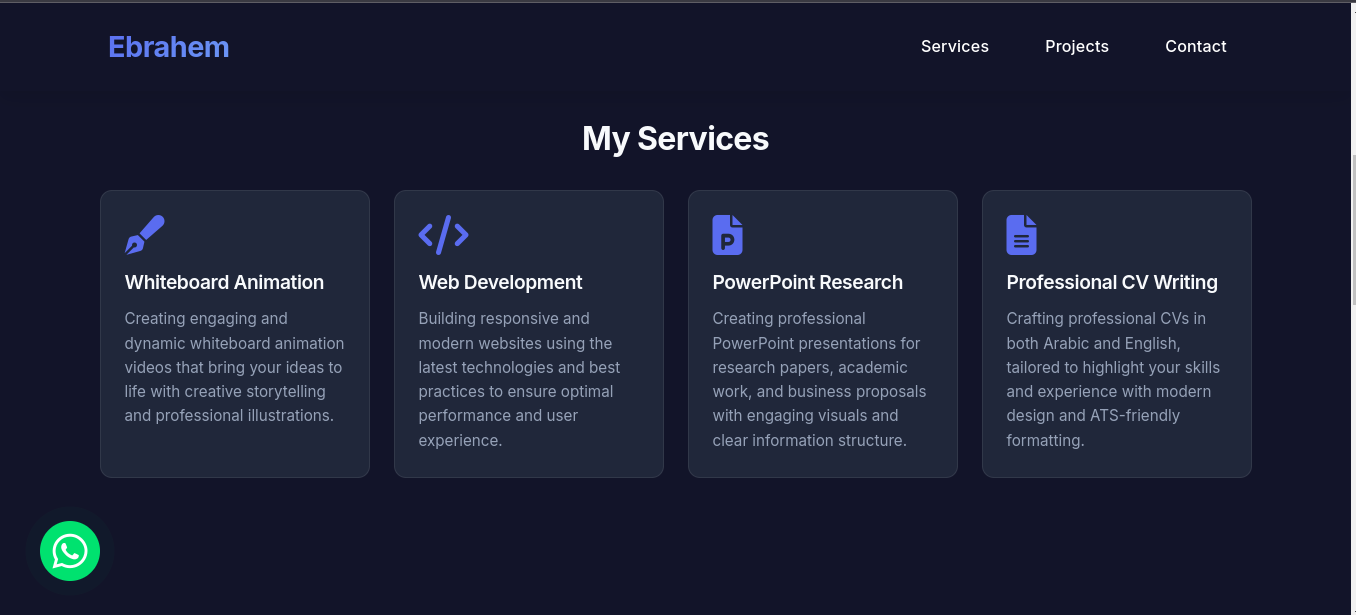 Ebrahem
Services
Projects
Contact
My Services
Whiteboard Animation
Creating engaging and
dynamic whiteboard animation
videos that bring your ideas to
life with creative storytelling
and professional illustrations.
Web Development
Building responsive and
modern websites using the
latest technologies and best
practices to ensure optimal
performance and user
experience.
P
PowerPoint Research
Creating professional
PowerPoint presentations for
research papers, academic
work, and business proposals
with engaging visuals and
clear information structure.
Professional CV Writing
Crafting professional CVs in
both Arabic and English,
tailored to highlight your skills
and experience with modern
design and ATS-friendly
formatting.